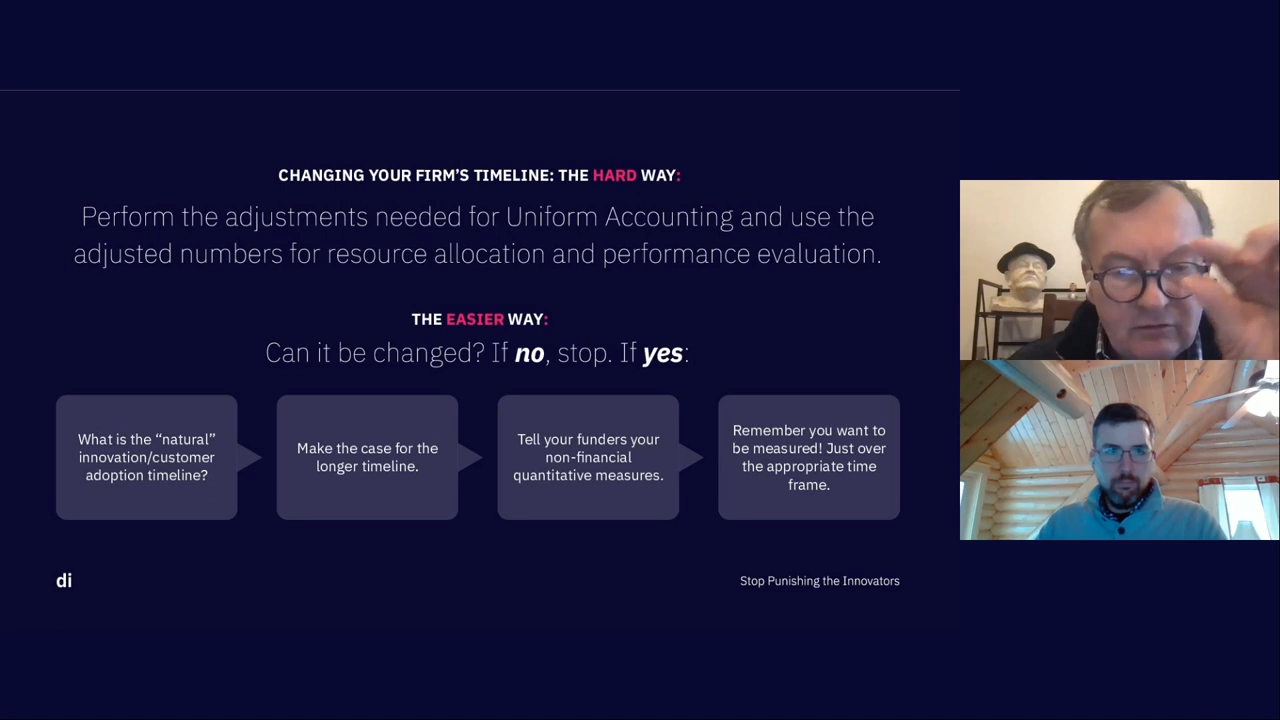 CHANGING YOUR FIRM’S TIMELINE: THE HARD WAY:
Perform the adjustments needed for Uniform Accounting and use the
adjusted numbers for resource allocation and performance evaluation.
THE EASIER WAY:
Can it be changed? If no, stop. If yes:
What is the “natural”
innovation/customer
adoption timeline?
Make the case for the
longer timeline.
Tell your funders your
non-financial
quantitative measures.
Remember you want to
be measured! Just over
the appropriate time
frame.
di
Stop Punishing the Innovators